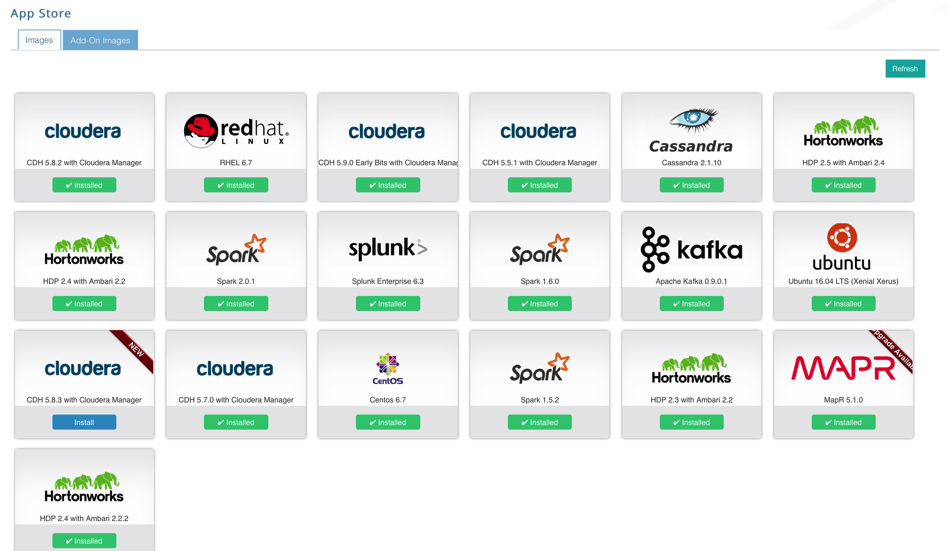 App Store
Images
Add-On Images
Refresh
cloudera
CDH 5.8.2 with Cloudera Manager
✔ Installed
redhat.
LINUX
RHEL 6.7
✔ Installed
cloudera
CDH 5.9.0 Early Bits with Cloudera Manag
✔ Installed
cloudera
CDH 5.5.1 with Cloudera Manager
✔ Installed
Cassandra
Cassandra 2.1.10
✔ Installed
Hortonworks
HDP 2.5 with Ambari 2.4
✔ Installed
Hortonworks
HDP 2.4 with Ambari 2.2
✔ Installed
Spark
Spark 2.0.1
✔ Installed
splunk>
Splunk Enterprise 6.3
✔ Installed
Spark
Spark 1.6.0
✔ Installed
kafka
Apache Kafka 0.9.0.1
✔ Installed
ubuntu
Ubuntu 16.04 LTS (Xenial Xerus)
✔ Installed
NEW
cloudera
CDH 5.8.3 with Cloudera Manager
Install
cloudera
CDH 5.7.0 with Cloudera Manager
✔ Installed
CentOS
Centos 6.7
✔ Installed
Spark
Spark 1.5.2
✔ Installed
Hortonworks
HDP 2.3 with Ambari 2.2
✔ Installed
pgrade Availa
MAPR
MapR 5.1.0
✔ Installed
Hortonworks
HDP 2.4 with Ambari 2.2.2
✔ Installed